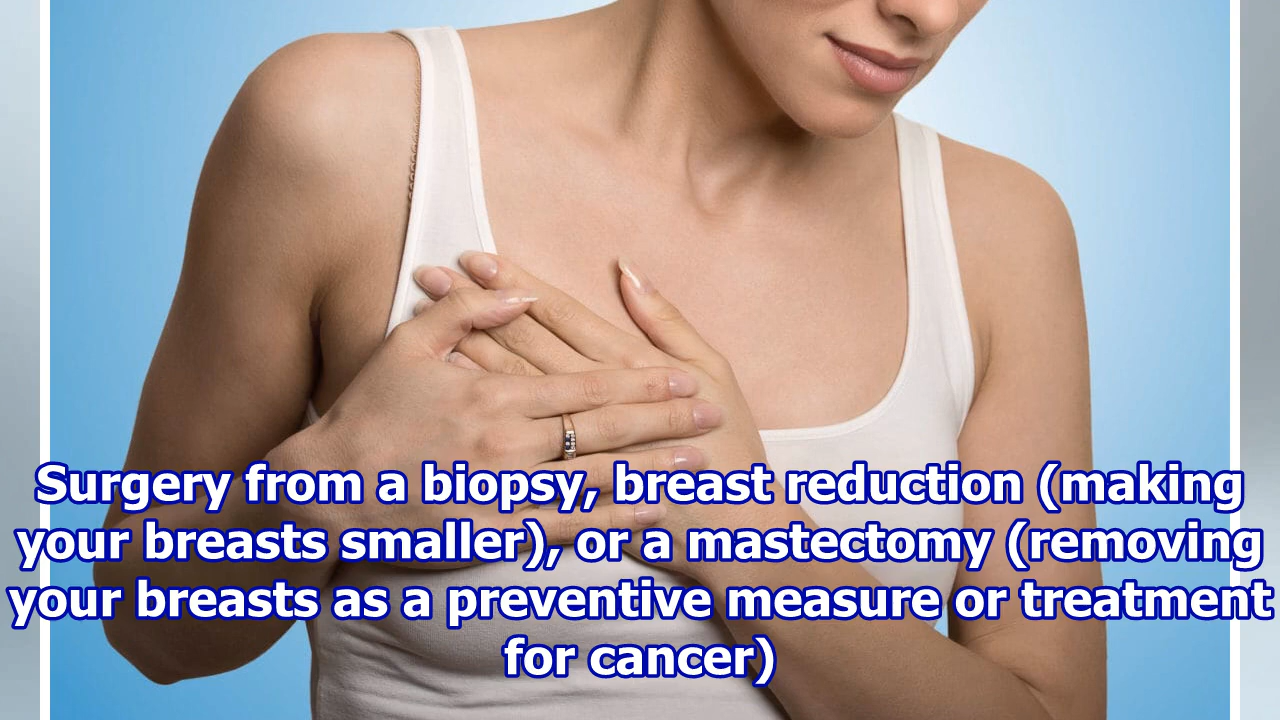 Surgery from a biopsy, breast reduction (making
your breasts smaller), or a mastectomy (removing
your breasts as a preventive measure or treatment
for cancer)